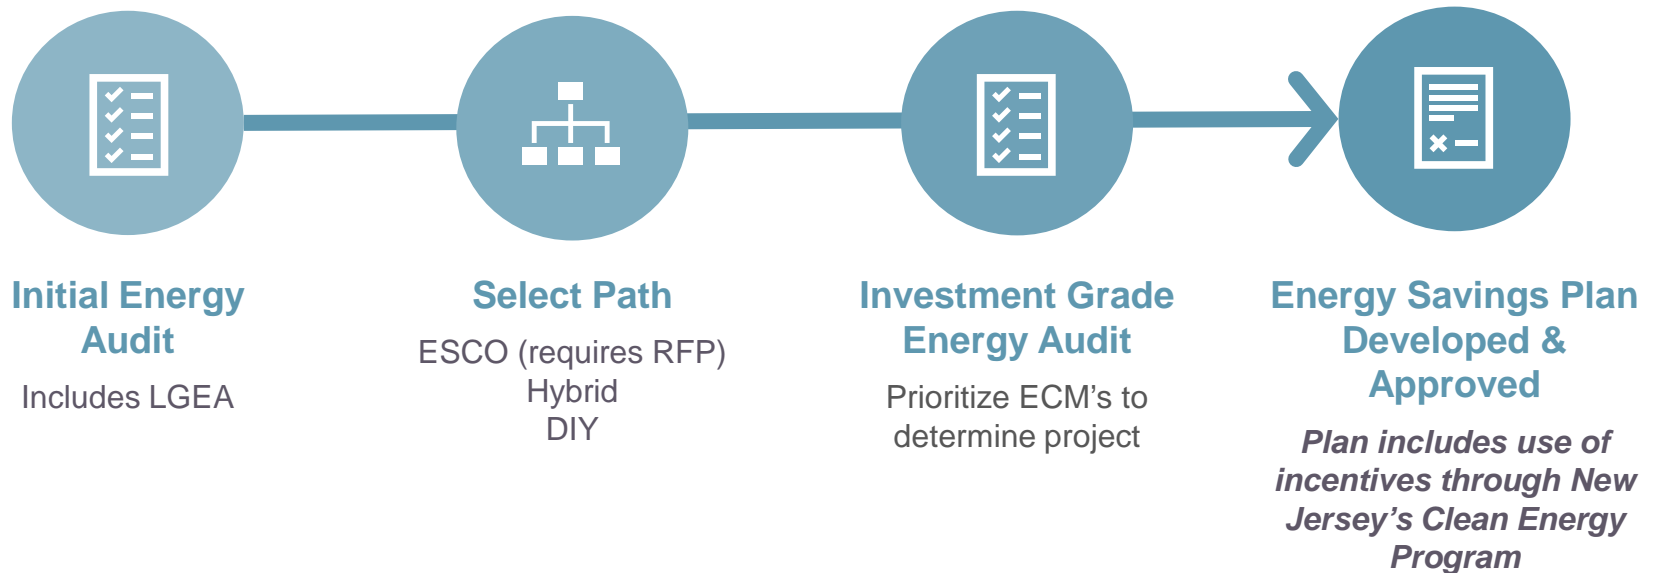 Initial Energy
Audit
Includes LGEA
Select Path
ESCO (requires RFP)
Hybrid
DIY
Investment Grade
Energy Audit
Prioritize ECM's to
determine project
Energy Savings Plan
Developed &
Approved
Plan includes use of
incentives through New
Jersey’s Clean Energy
Program